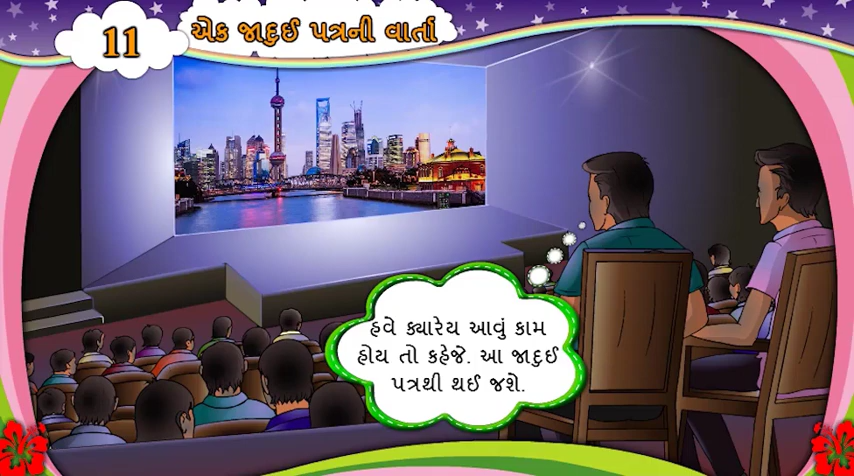 11
એક જાદુઈ પત્રની વાર્તા
હવે ક્યારેય આવું કામ
હોય તો કહેજે. આ જાદુઈ
પત્રથી થઈ જશે.